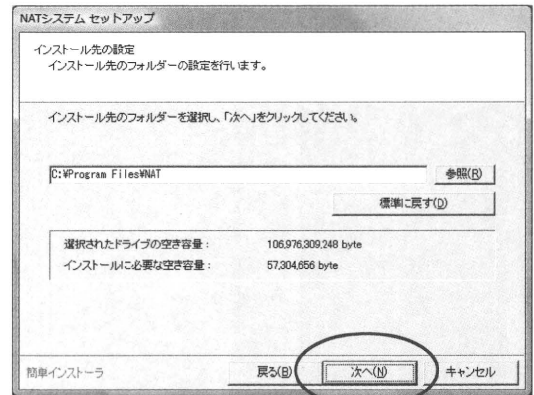 NATシステム セットアップ
インストール先の設定
インストール先のフォルダーの設定を行います。
インストール先のフォルダーを選択し、「次へ」をクリックしてください。
C:¥Program Files¥NAT
参照(R)
標準に戻す(D)
選択されたドライブの空き容量: 106,976,309,248 byte
インストールに必要な空き容量: 57,304,656 byte
簡単インストーラ
戻る(B) 次へ(N) キャンセル